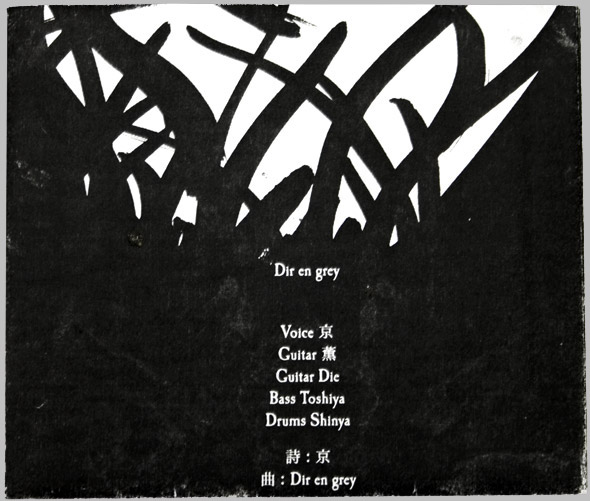 Dir en grey
Voice 京
Guitar 薫
Guitar Die
Bass Toshiya
Drums Shinya
詩 : 京
曲 : Dir en grey